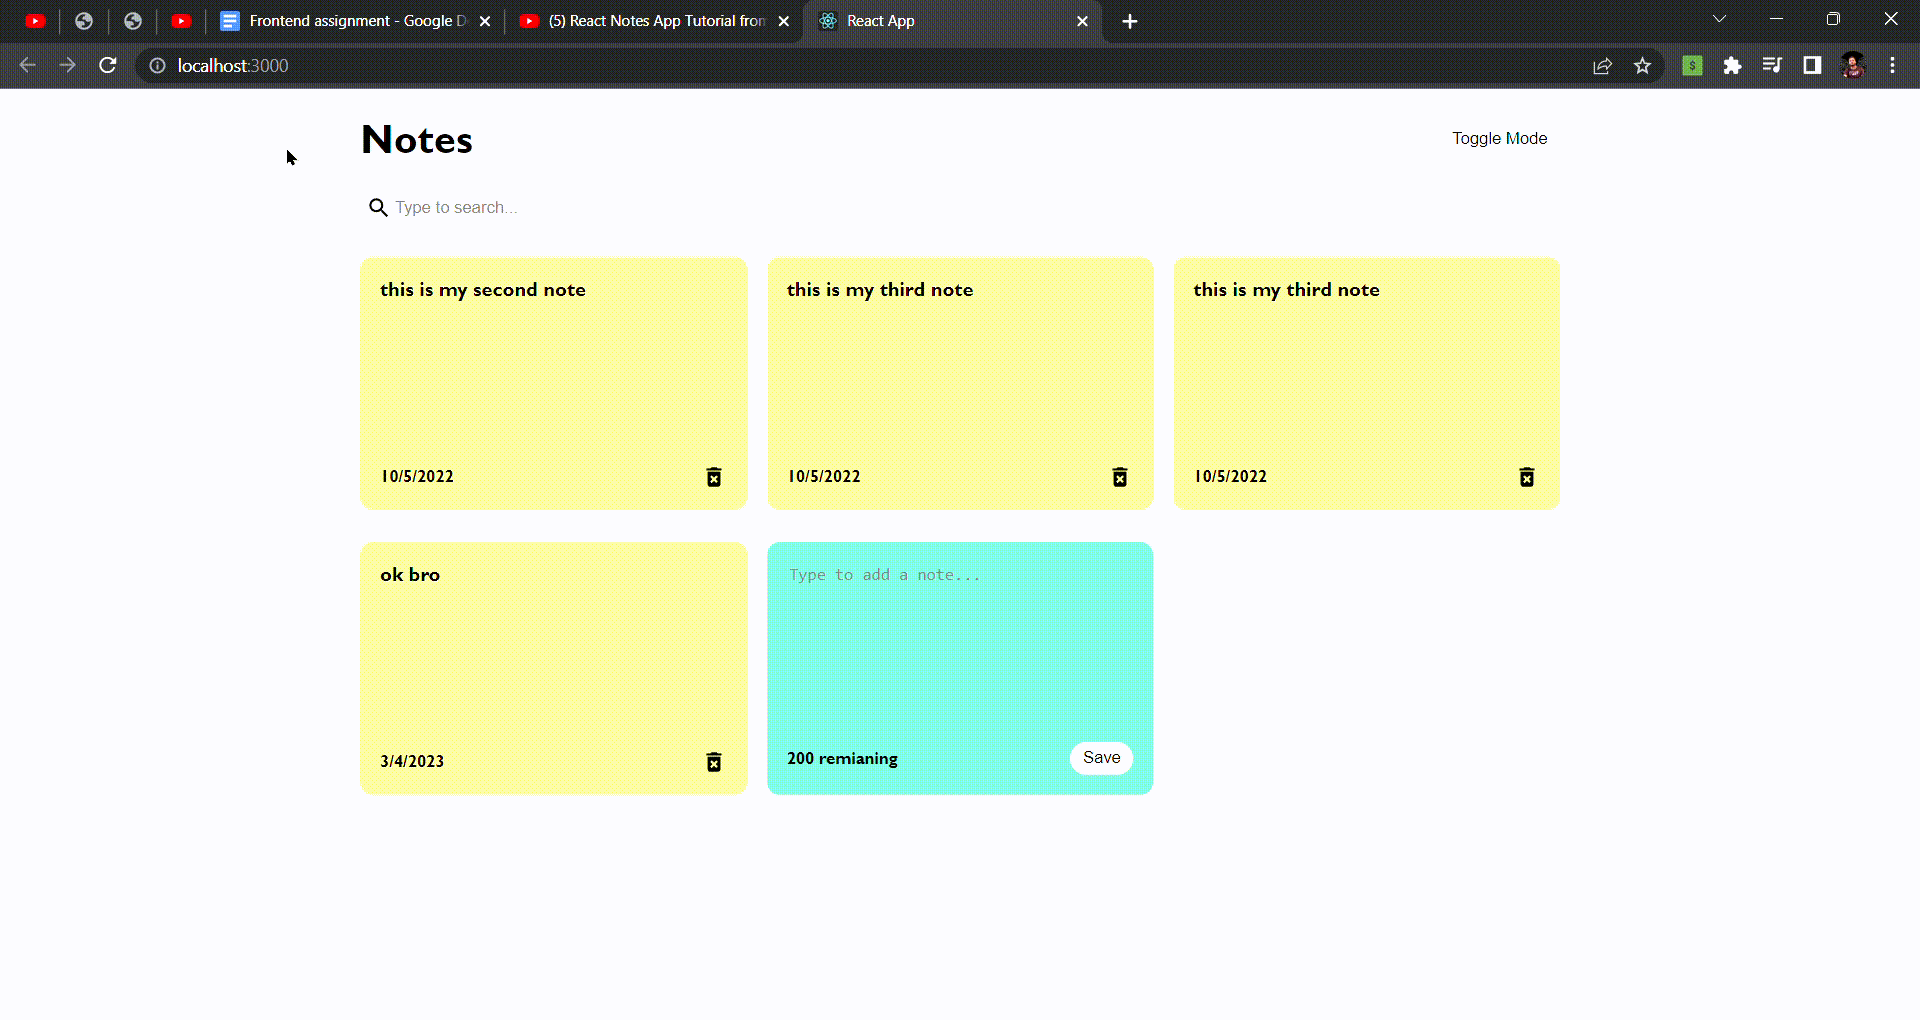 Frontend assignment - Google D
(5) React Notes App Tutorial from
React App
localhost:3000
Notes
Toggle Mode
Type to search...
this is my second note
this is my third note
this is my third note
10/5/2022
10/5/2022
10/5/2022
ok bro
Type to add a note...
3/4/2023
200 remianing
Save